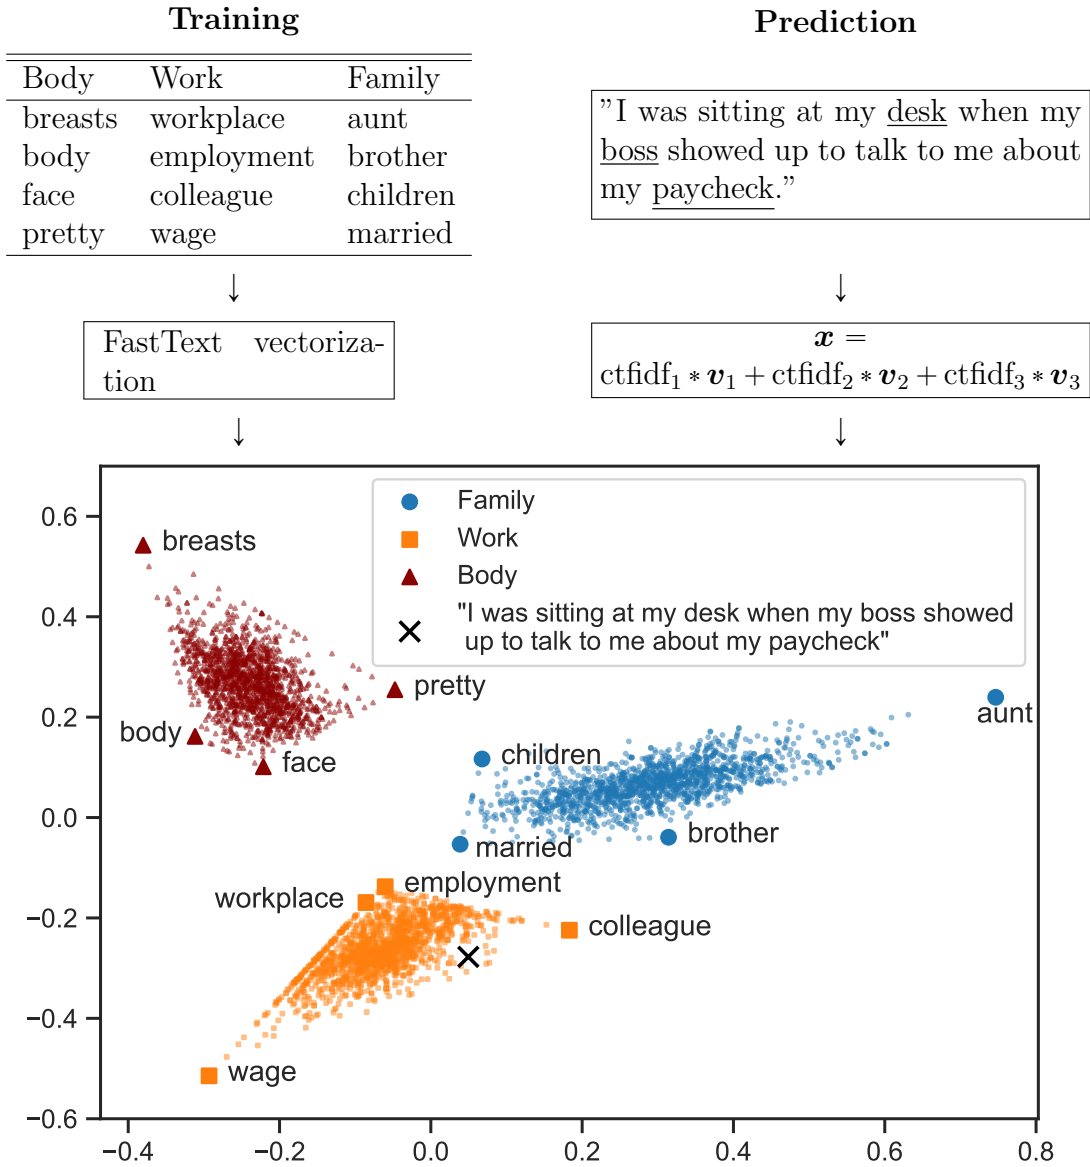 Training
Body Work Family
breasts workplace aunt
body employment brother
face colleague children
pretty wage married
↓
FastText vectoriza-
tion
↓
Prediction
”I was sitting at my desk when my
boss showed up to talk to me about
my paycheck.”
↓
x =
ctfidf₁ * v₁ + ctfidf₂ * v₂ + ctfidf₃ * v₃
↓
Family
Work
Body
"I was sitting at my desk when my boss showed
up to talk to me about my paycheck"
breasts
pretty
body
face
aunt
children
brother
married
employment
workplace
colleague
wage
0.6
0.4
0.2
0.0
−0.2
−0.4
−0.6
−0.4 −0.2 0.0 0.2 0.4 0.6 0.8